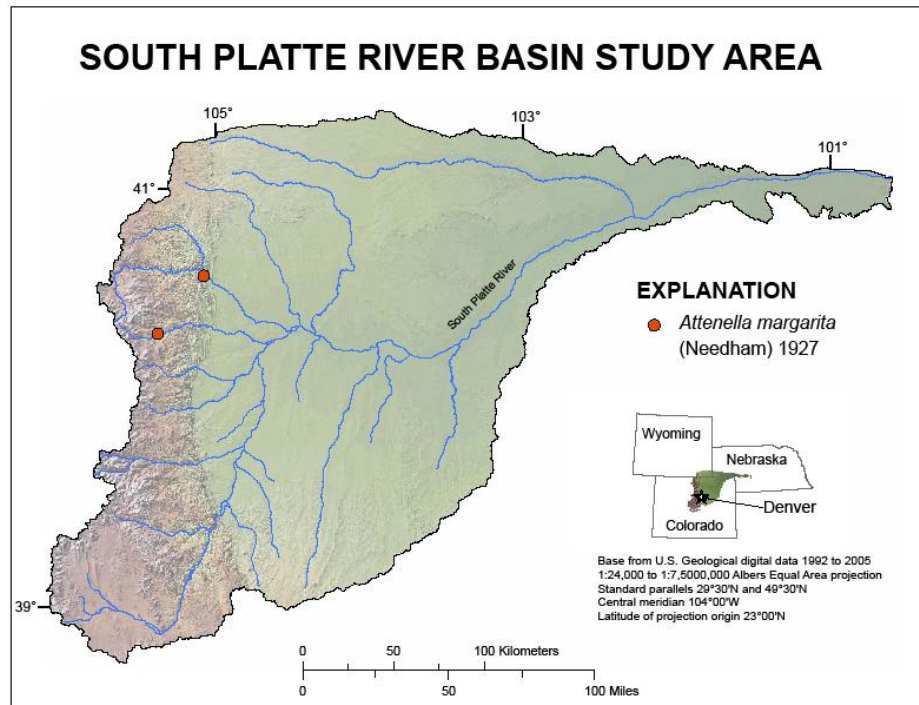 SOUTH PLATTE RIVER BASIN STUDY AREA
105°
103°
101°
41°
South Platte River
EXPLANATION
Attenella margarita
(Needham) 1927
Wyoming
Nebraska
Denver
Colorado
Base from U.S. Geological digital data 1992 to 2005
1:24,000 to 1:7,5000,000 Albers Equal Area projection
Standard parallels 29°30'N and 49°30'N
Central meridian 104°00'W
Latitude of projection origin 23°00'N
39°
0 50 100 Kilometers
0 50 100 Miles